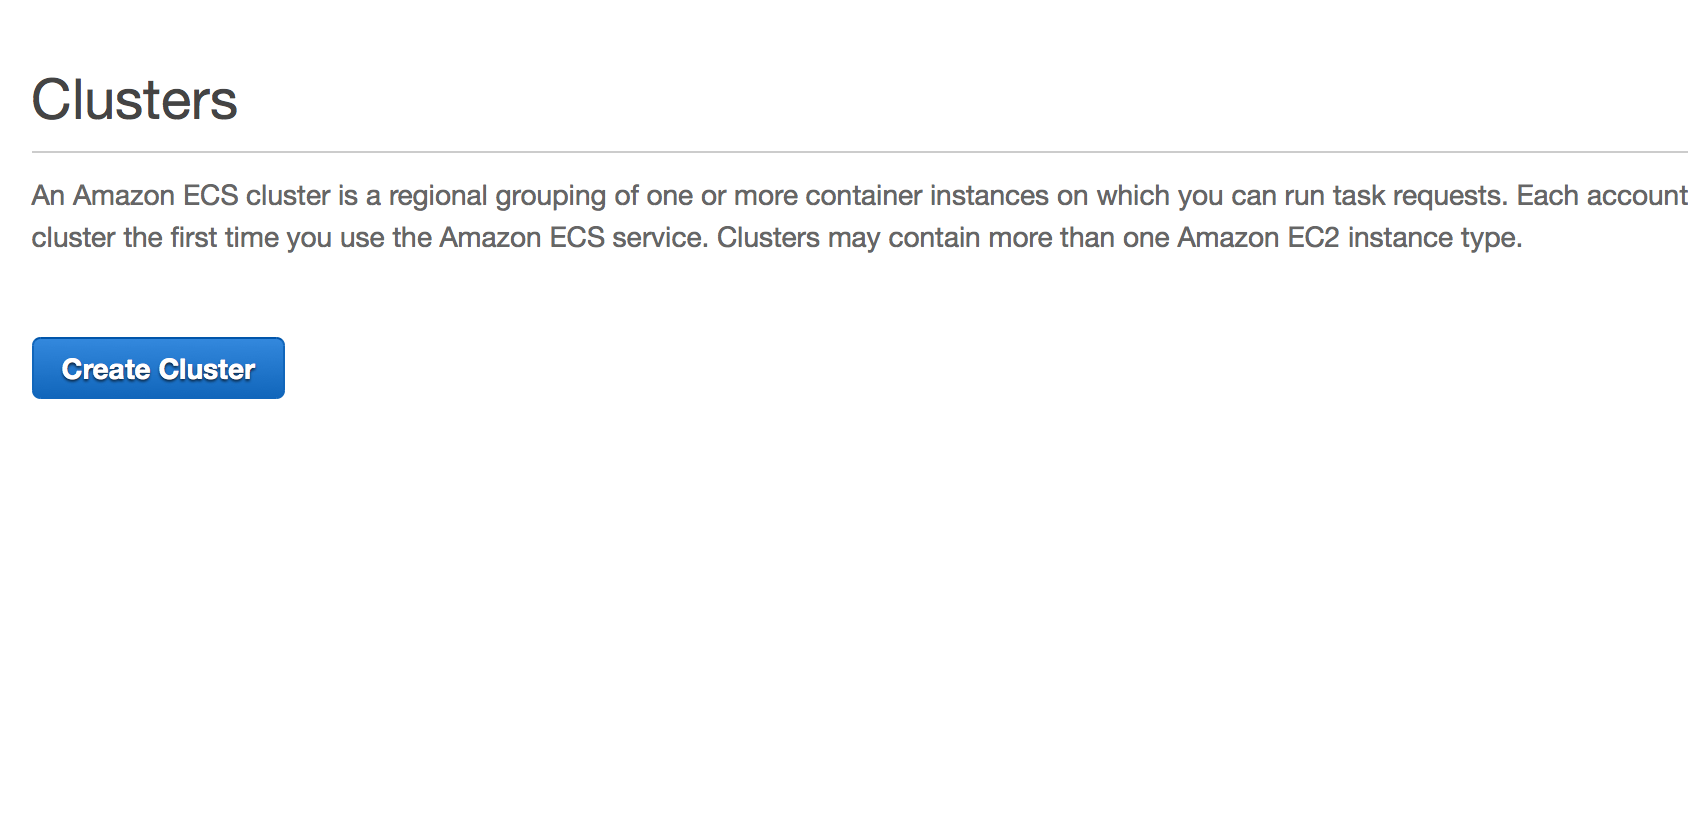 Clusters
An Amazon ECS cluster is a regional grouping of one or more container instances on which you can run task requests. Each account
cluster the first time you use the Amazon ECS service. Clusters may contain more than one Amazon EC2 instance type.
Create Cluster